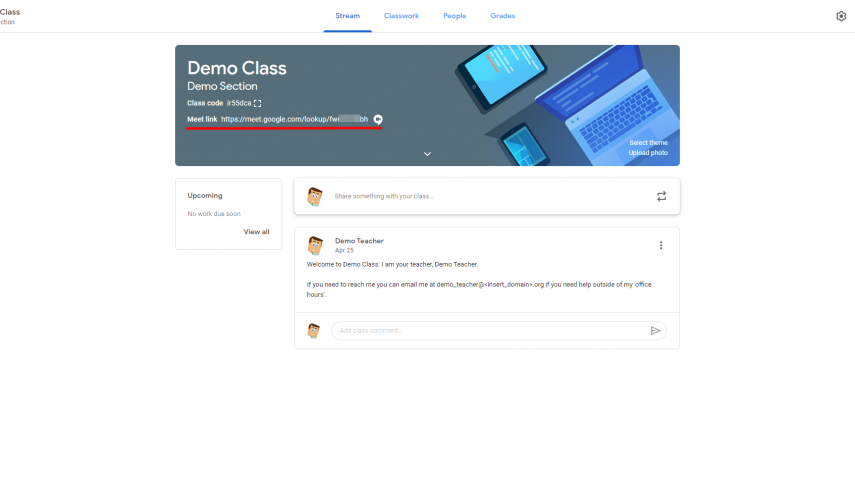 Class
ction
Stream Classwork People Grades
Demo Class
Demo Section
Class code ir55dca
Meet link https://meet.google.com/lookup/fw bh
Select theme
Upload photo
Upcoming
No work due soon
View all
Share something with your class...
Demo Teacher
Apr 25
Welcome to Demo Class. I am your teacher, Demo Teacher.
If you need to reach me you can email me at demo_teacher@<insert_domain>.org if you need help outside of my 'office
hours'.
Add class comment...